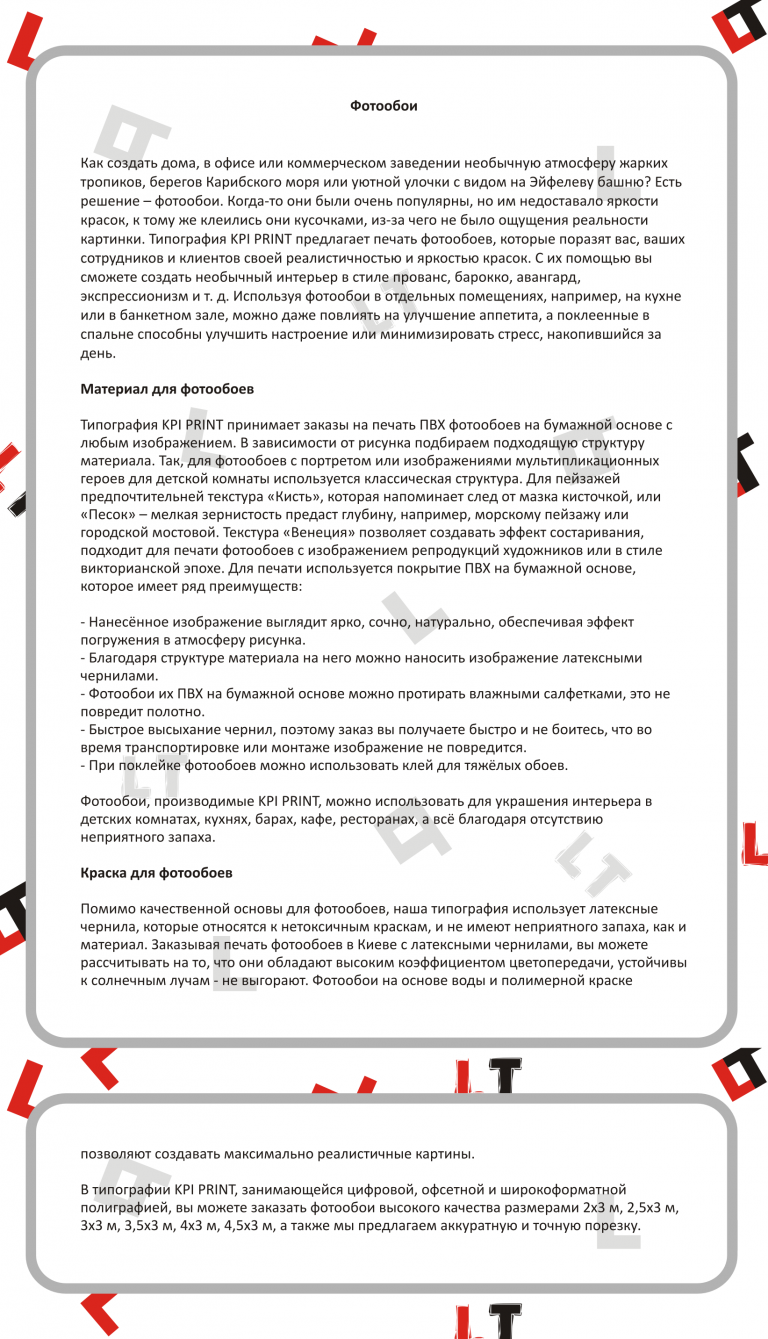 Фотообои
Как создать дома, в офисе или коммерческом заведении необычную атмосферу жарких
тропиков, берегов Карибского моря или уютной улочки с видом на Эйфелеву башню? Есть
решение – фотообои. Когда-то они были очень популярны, но им недоставало яркости
красок, к тому же клеились они кусочками, из-за чего не было ощущения реальности
картинки. Типография KPI PRINT предлагает печать фотообоев, которые поразят вас, ваших
сотрудников и клиентов своей реалистичностью и яркостью красок. С их помощью вы
сможете создать необычный интерьер в стиле прованс, барокко, авангард,
экспрессионизм и т. д. Используя фотообои в отдельных помещениях, например, на кухне
или в банкетном зале, можно даже повлиять на улучшение аппетита, а поклеенные в
спальне способны улучшить настроение или минимизировать стресс, накопившийся за
день.
Материал для фотообоев
Типография KPI PRINT принимает заказы на печать ПВХ фотообоев на бумажной основе с
любым изображением. В зависимости от рисунка подбираем подходящую структуру
материала. Так, для фотообоев с портретом или изображениями мультипликационных
героев для детской комнаты используется классическая структура. Для пейзажей
предпочтительней текстура «Кисть», которая напоминает след от мазка кисточкой, или
«Песок» – мелкая зернистость предаст глубину, например, морскому пейзажу или
городской мостовой. Текстура «Венеция» позволяет создавать эффект состаривания,
подходит для печати фотообоев с изображением репродукций художников или в стиле
викторианской эпохе. Для печати используется покрытие ПВХ на бумажной основе,
которое имеет ряд преимуществ:
- Нанесённое изображение выглядит ярко, сочно, натурально, обеспечивая эффект
погружения в атмосферу рисунка.
- Благодаря структуре материала на него можно наносить изображение латексными
чернилами.
- Фотообои их ПВХ на бумажной основе можно протирать влажными салфетками, это не
повредит полотно.
- Быстрое высыхание чернил, поэтому заказ вы получаете быстро и не боитесь, что во
время транспортировке или монтаже изображение не повредится.
- При поклейке фотообоев можно использовать клей для тяжёлых обоев.
Фотообои, производимые KPI PRINT, можно использовать для украшения интерьера в
детских комнатах, кухнях, барах, кафе, ресторанах, а всё благодаря отсутствию
неприятного запаха.
Краска для фотообоев
Помимо качественной основы для фотообоев, наша типография использует латексные
чернила, которые относятся к нетоксичным краскам, и не имеют неприятного запаха, как и
материал. Заказывая печать фотообоев в Киеве с латексными чернилами, вы можете
рассчитывать на то, что они обладают высоким коэффициентом цветопередачи, устойчивы
к солнечным лучам - не выгорают. Фотообои на основе воды и полимерной краске
позволяют создавать максимально реалистичные картины.
В типографии KPI PRINT, занимающейся цифровой, офсетной и широкоформатной
полиграфией, вы можете заказать фотообои высокого качества размерами 2х3 м, 2,5х3 м,
3х3 м, 3,5х3 м, 4х3 м, 4,5х3 м, а также мы предлагаем аккуратную и точную порезку.